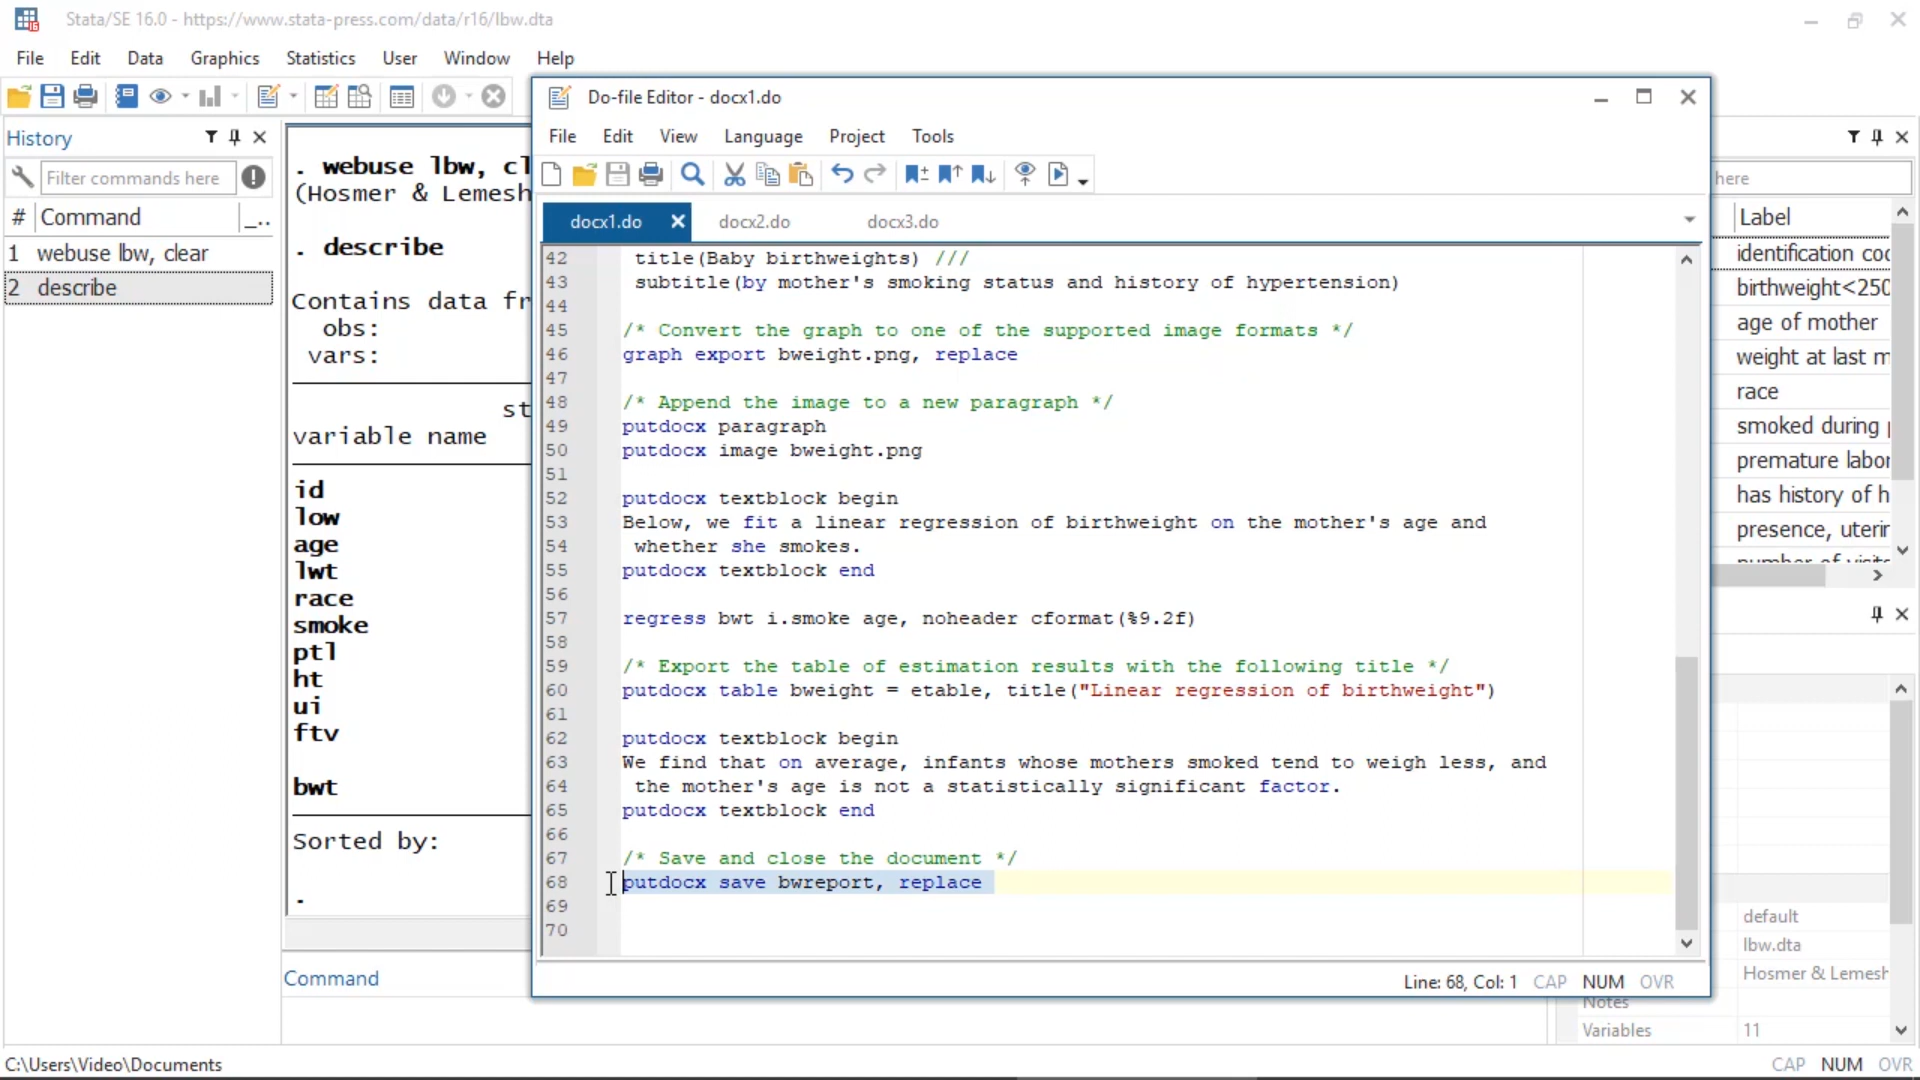 Stata/SE 16.0 - https://www.stata-press.com/data/r16/lbw.dta
File Edit Data Graphics Statistics User Window Help
History
Filter commands here
# Command _..
1 webuse lbw, clear
2 describe
. webuse lbw, cl
(Hosmer & Lemesh
. describe
Contains data fr
obs:
vars:
st
variable name
id
low
age
lwt
race
smoke
ptl
ht
ui
ftv
bwt
Sorted by:
.
Command
Do-file Editor - docx1.do
File Edit View Language Project Tools
docx1.do docx2.do docx3.do
42 title(Baby birthweights) ///
43 subtitle(by mother's smoking status and history of hypertension)
44
45 /* Convert the graph to one of the supported image formats */
46 graph export bweight.png, replace
47
48 /* Append the image to a new paragraph */
49 putdocx paragraph
50 putdocx image bweight.png
51
52 putdocx textblock begin
53 Below, we fit a linear regression of birthweight on the mother's age and
54 whether she smokes.
55 putdocx textblock end
56
57 regress bwt i.smoke age, noheader cformat(%9.2f)
58
59 /* Export the table of estimation results with the following title */
60 putdocx table bweight = etable, title("Linear regression of birthweight")
61
62 putdocx textblock begin
63 We find that on average, infants whose mothers smoked tend to weigh less, and
64 the mother's age is not a statistically significant factor.
65 putdocx textblock end
66
67 /* Save and close the document */
68 putdocx save bwreport, replace
69
70
Line: 68, Col: 1 CAP NUM OVR
here
Label
identification coc
birthweight<250
age of mother
weight at last m
race
smoked during
premature labor
has history of h
presence, uterir
default
lbw.dta
Hosmer & Lemesh
Notes
Variables 11
C:\Users\Video\Documents
CAP NUM OVR